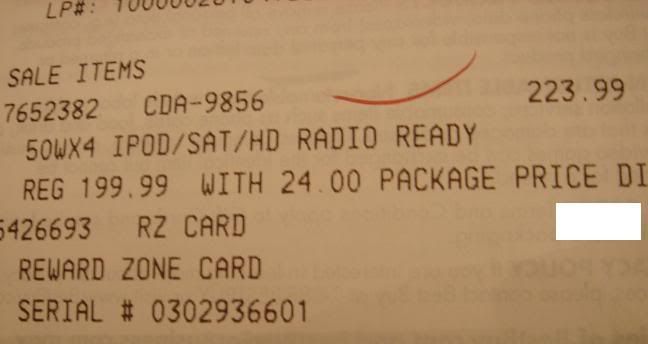 LP#:
SALE ITEMS
7652382 CDA-9856 223.99
50WX4 IPOD/SAT/HD RADIO READY
REG 199.99 WITH 24.00 PACKAGE PRICE DI
5426693 RZ CARD
REWARD ZONE CARD
SERIAL # 0302936601